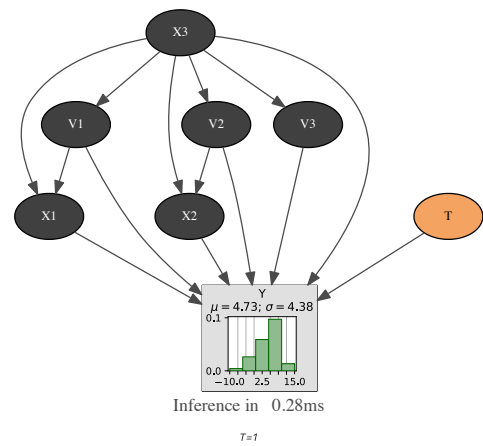 X3
V1
V2
V3
X1
X2
T
Y
μ = 4.73; σ = 4.38
0.1
0.0
−10.0 2.5 15.0
Inference in 0.28ms
T=1